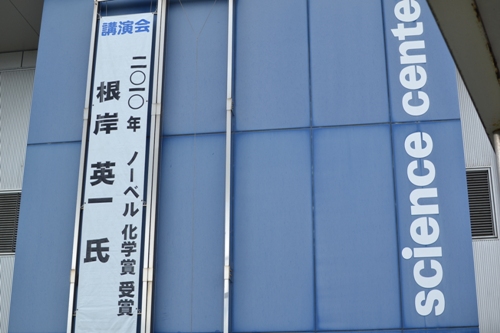 講演会
二〇一〇年 ノーベル化学賞受賞
根岸 英一 氏
science cente